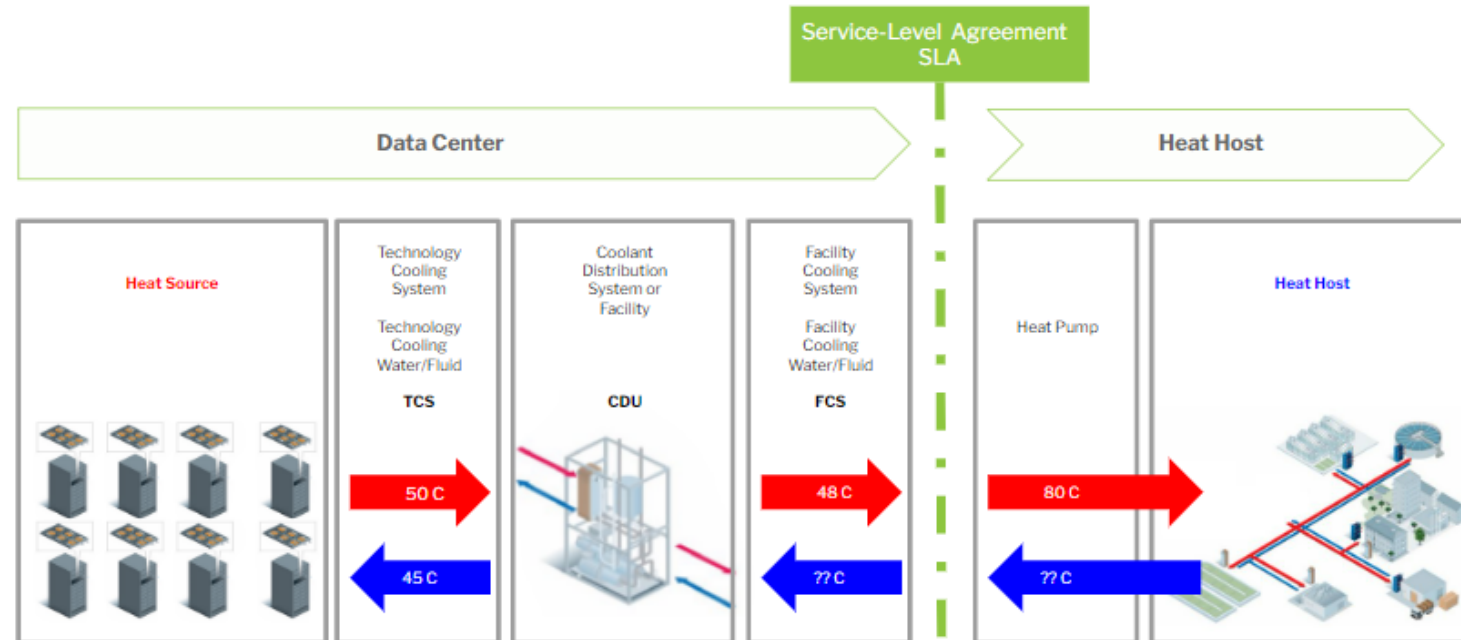 Service-Level Agreement
SLA
Data Center
Heat Host
Heat Source
Technology
Cooling
System
Technology
Cooling
Water/Fluid
TCS
Coolant
Distribution
System or
Facility
CDU
Facility
Cooling
System
Facility
Cooling
Water/Fluid
FCS
Heat Pump
Heat Host
50 C
48 C
80 C
45 C
?? C
?? C